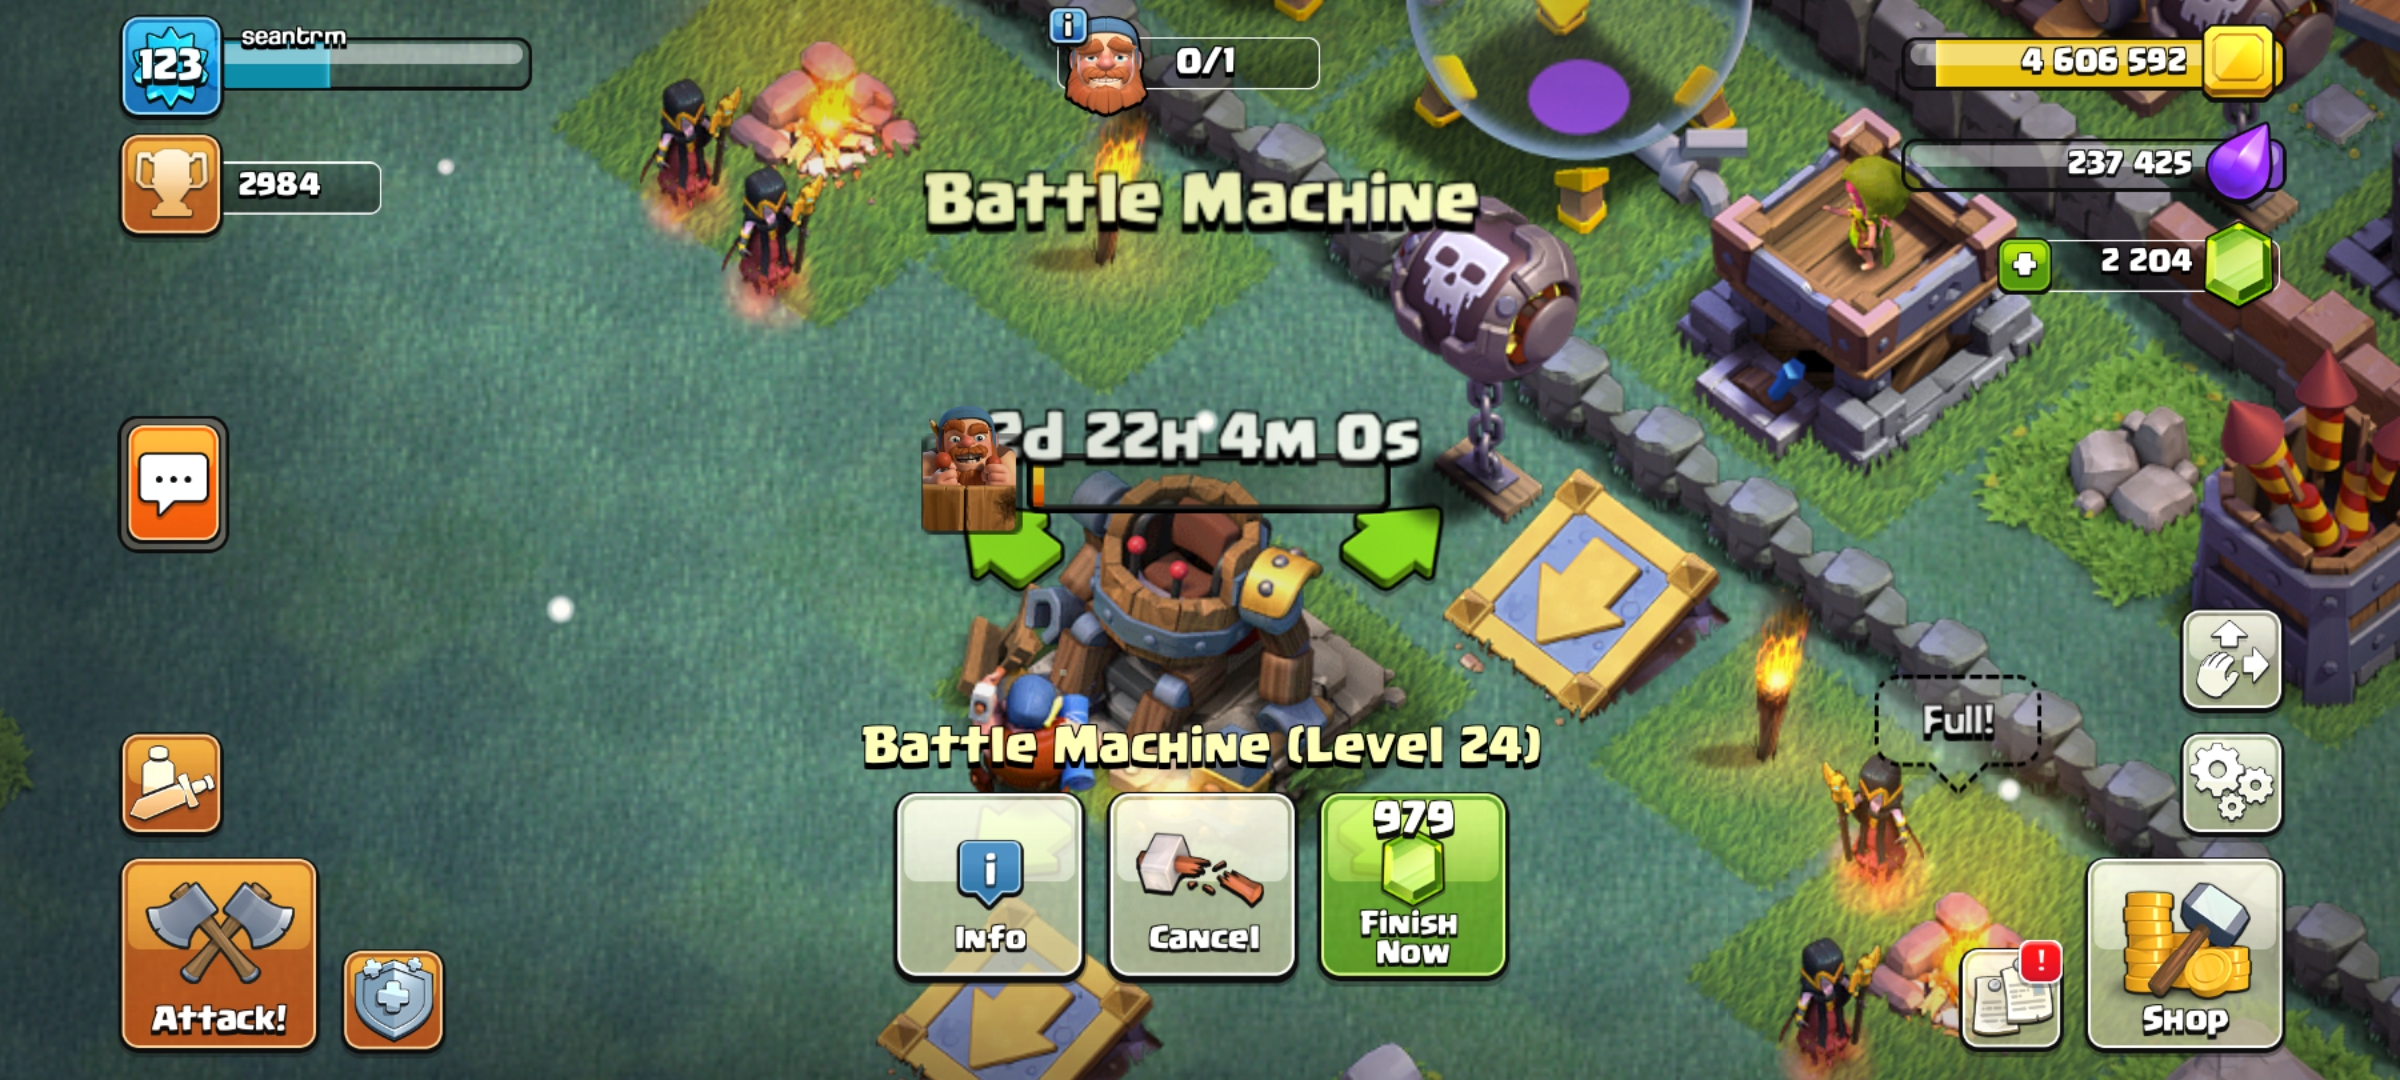 123
seantrm
0/1
4 606 592
2984
237 425
2 204
Battle Machine
2d 22h 4m 0s
Full!
Battle Machine (Level 24)
979
Info
Cancel
Finish
Now
Attack!
!
Shop